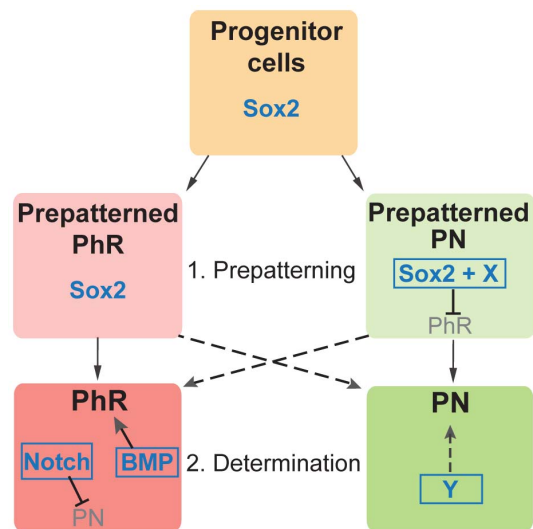 Progenitor
cells
Sox2
Prepatterned
PhR
Sox2
1. Prepatterning
Prepatterned
PN
Sox2 + X
PhR
PhR
Notch
BMP
PN
2. Determination
PN
Y